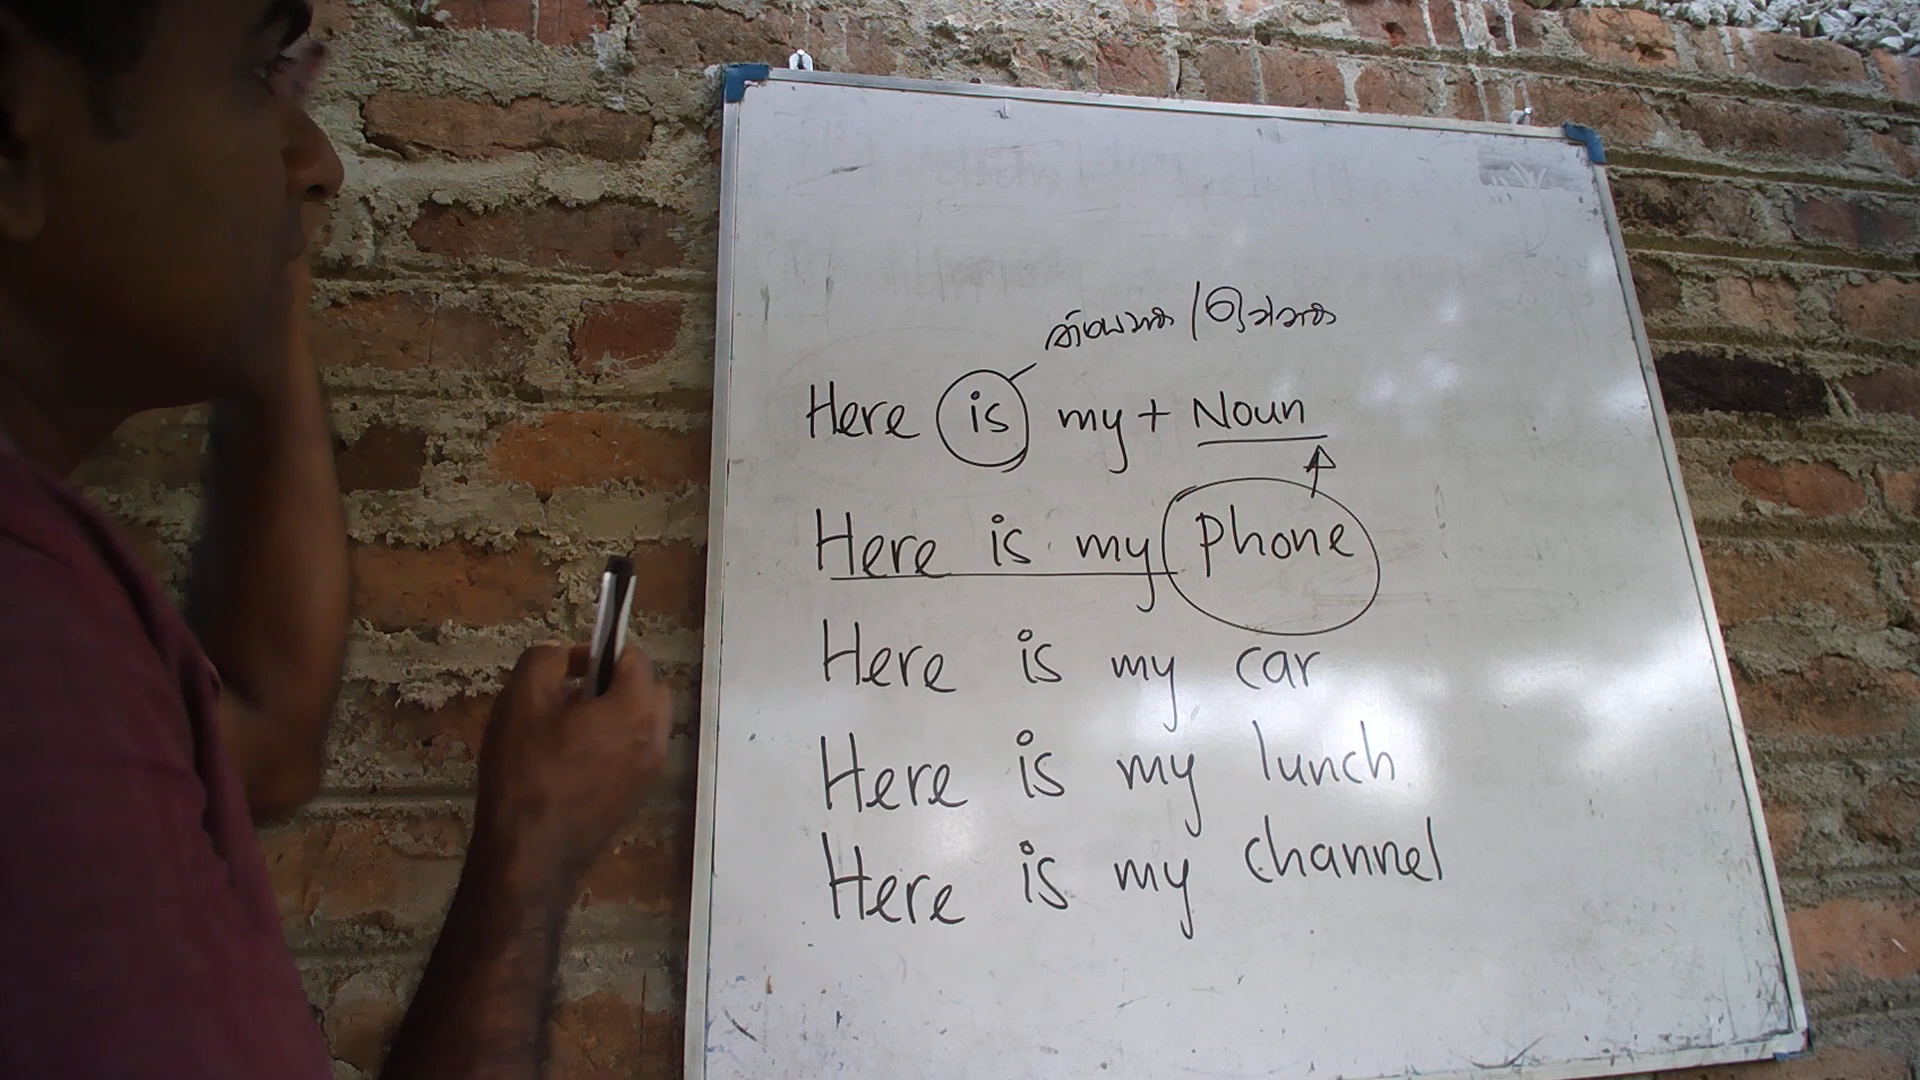 Here is my + Noun
Here is my phone
Here is my car
Here is my lunch
Here is my channel